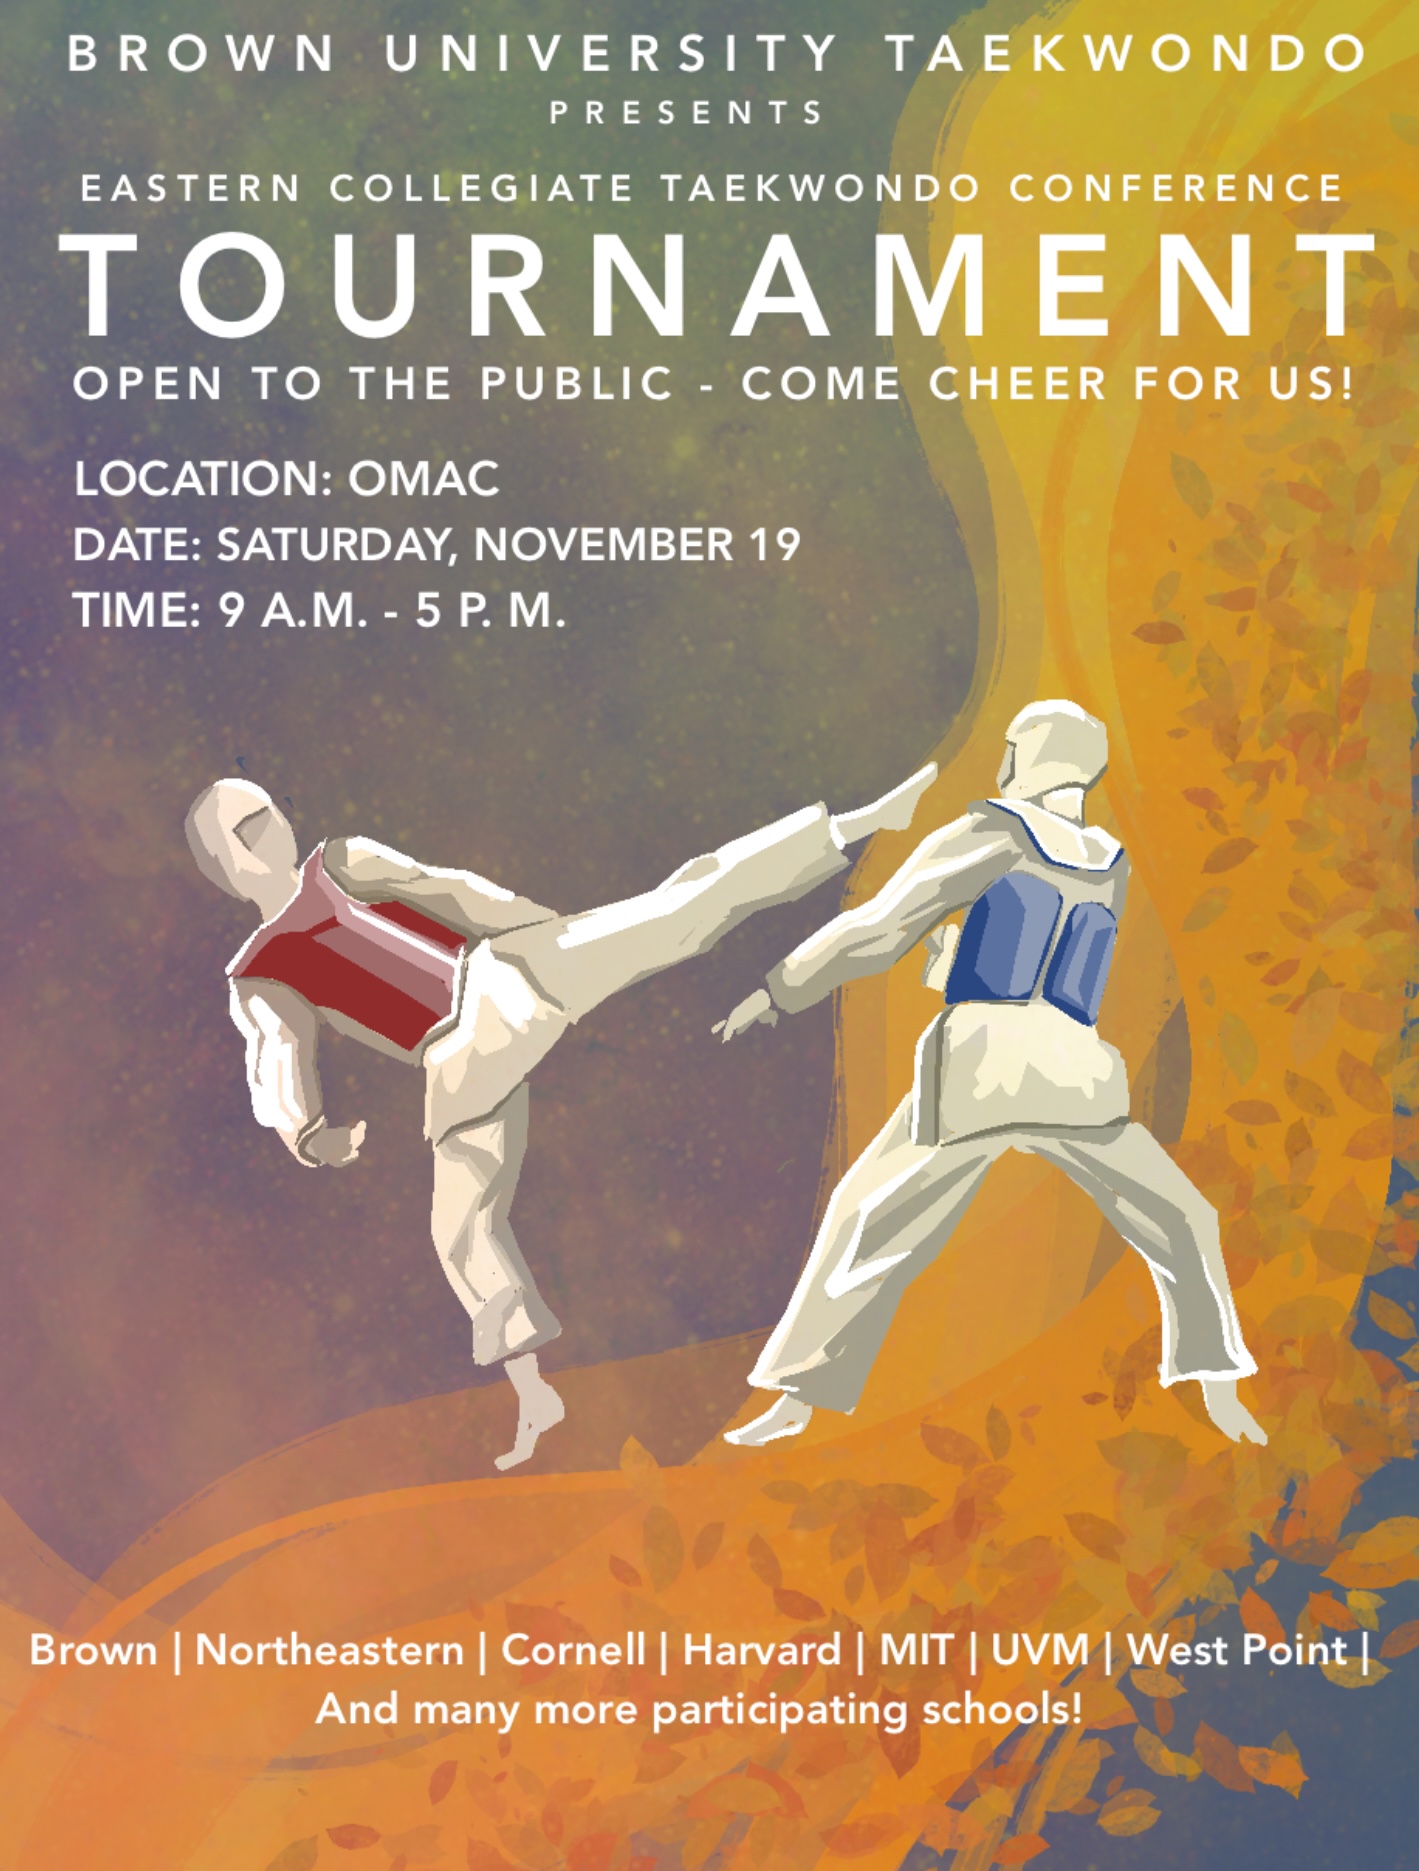 BROWN UNIVERSITY TAEKWONDO
PRESENTS
EASTERN COLLEGIATE TAEKWONDO CONFERENCE
TOURNAMENT
OPEN TO THE PUBLIC - COME CHEER FOR US!
LOCATION: OMAC
DATE: SATURDAY, NOVEMBER 19
TIME: 9 A.M. - 5 P. M.
Brown | Northeastern | Cornell | Harvard | MIT | UVM | West Point |
And many more participating schools!